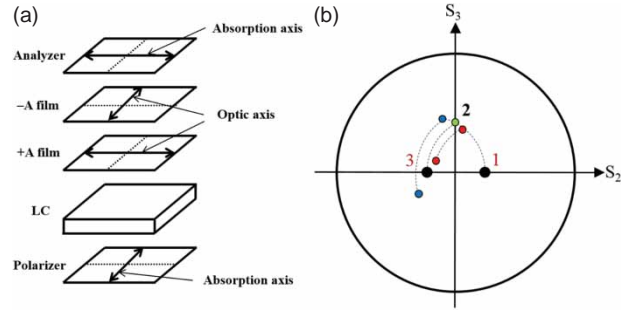 (a)
Absorption axis
Analyzer
−A film
Optic axis
+A film
LC
Polarizer
Absorption axis
(b)
S3
2
3
1
S2